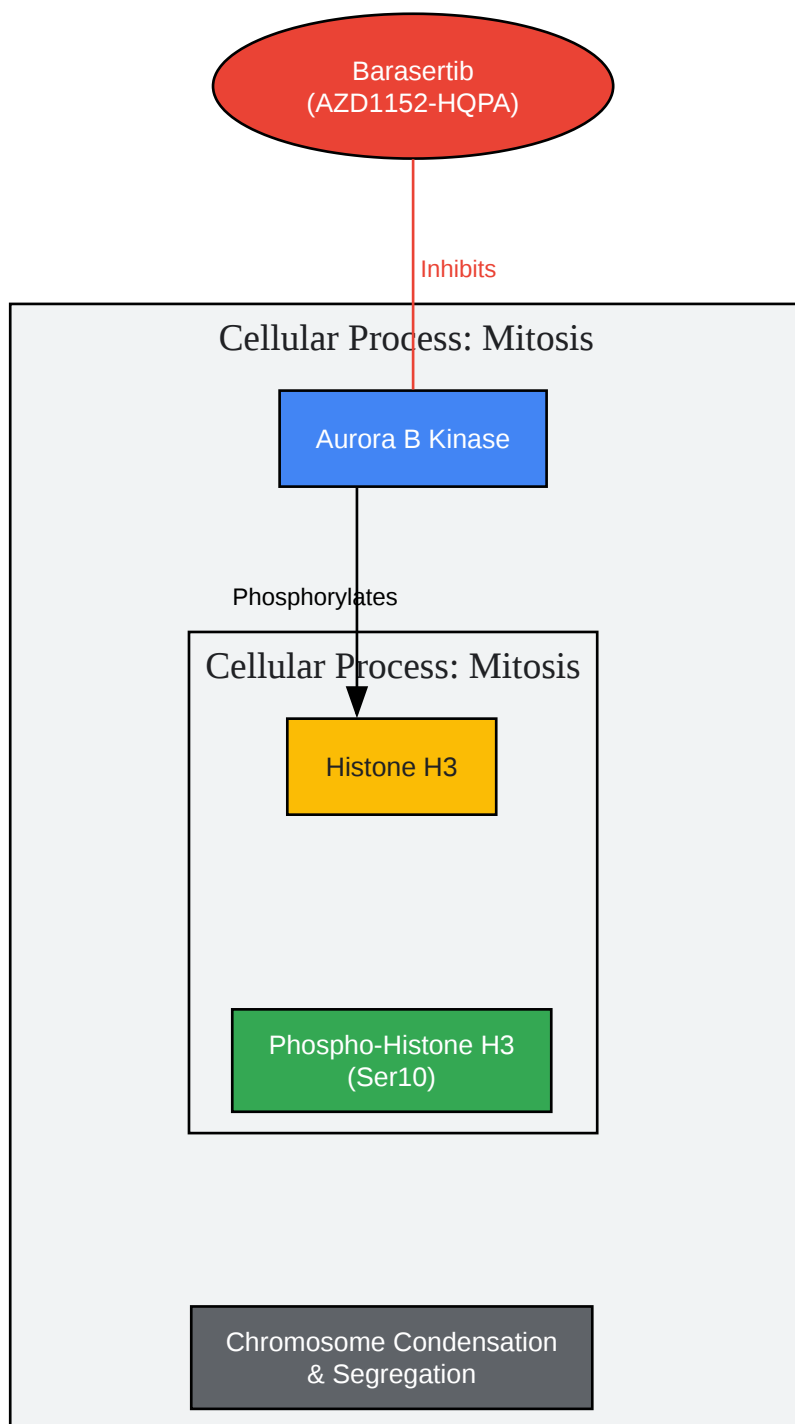 Barasertib
(AZD1152-HQPA)
Inhibits
Cellular Process: Mitosis
Aurora B Kinase
Phosphorylates
Cellular Process: Mitosis
Histone H3
Phospho-Histone H3
(Ser10)
Chromosome Condensation
& Segregation